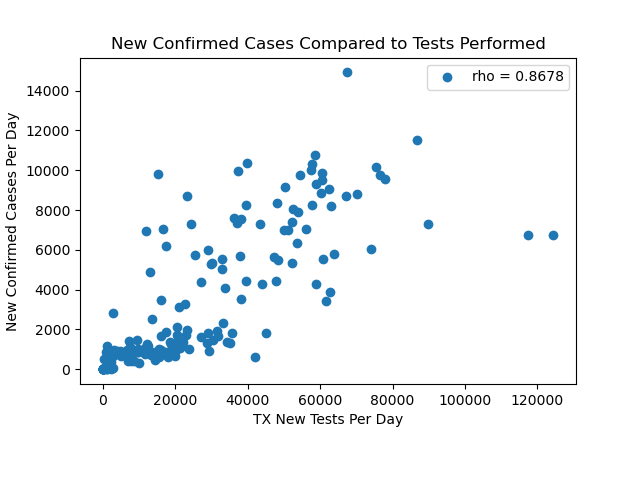 New Confirmed Cases Compared to Tests Performed
rho = 0.8678
New Confirmed Caeses Per Day
14000
12000
10000
8000
6000
4000
2000
0
0 20000 40000 60000 80000 100000 120000
TX New Tests Per Day